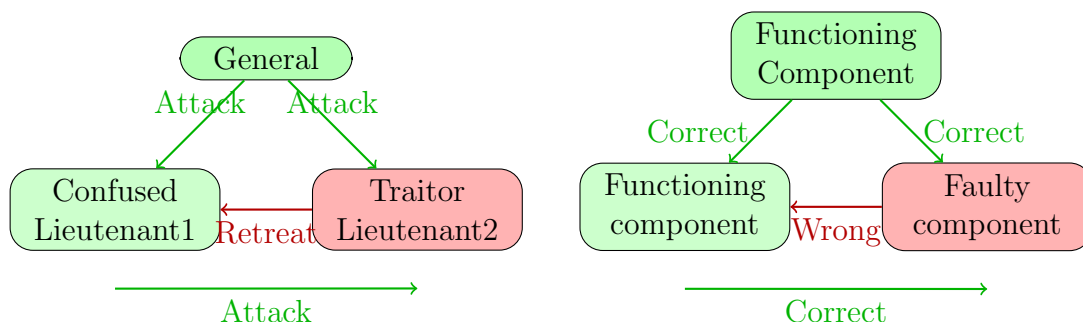 General
Attack
Attack
Confused
Lieutenant1
Retreat
Traitor
Lieutenant2
Attack
Functioning
Component
Correct
Correct
Functioning
component
Wrong
Faulty
component
Correct